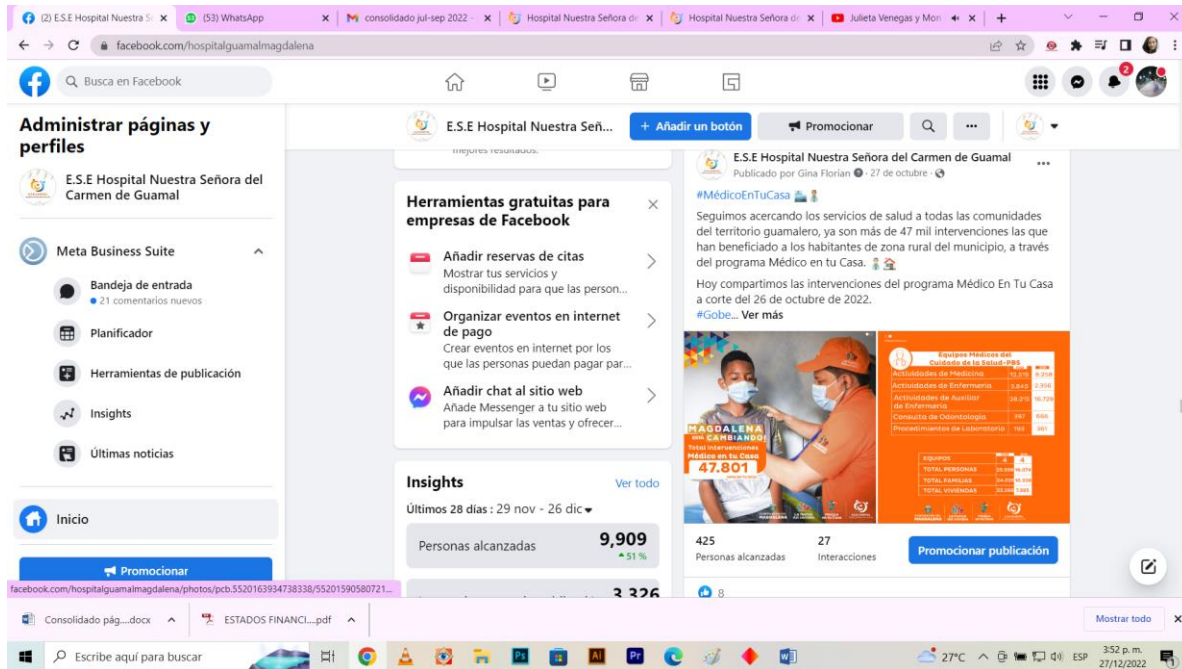 (2) E.S.E Hospital Nuestra Se
(53) WhatsApp
consolidado jul-sep 2022 -
Hospital Nuestra Señora de
Hospital Nuestra Señora de
Julieta Venegas y Mon
facebook.com/hospitalguamalmagdalena
Busca en Facebook
2
Administrar páginas y
perfiles
E.S.E Hospital Nuestra Señora del
Carmen de Guamal
Meta Business Suite
Bandeja de entrada
21 comentarios nuevos
Planificador
Herramientas de publicación
Insights
Últimas noticias
Inicio
Promocionar
facebook.com/hospitalguamalmagdalena/photos/pcb.5520163934738338/55201590580721...
E.S.E Hospital Nuestra Señ...
+ Añadir un botón
Promocionar
mejores resultados.
Herramientas gratuitas para
empresas de Facebook
Añadir reservas de citas
Mostrar tus servicios y
disponibilidad para que las person...
Organizar eventos en internet
de pago
Crear eventos en internet por los
que las personas puedan pagar par...
Añadir chat al sitio web
Añade Messenger a tu sitio web
para impulsar las ventas y ofrecer...
Insights
Ver todo
Últimos 28 días : 29 nov - 26 dic
Personas alcanzadas
9,909
51 %
3,326
E.S.E Hospital Nuestra Señora del Carmen de Guamal
Publicado por Gina Florian · 27 de octubre ·
#MédicoEnTuCasa
Seguimos acercando los servicios de salud a todas las comunidades
del territorio guamalero, ya son más de 47 mil intervenciones las que
han beneficiado a los habitantes de zona rural del municipio, a través
del programa Médico en tu Casa.
Hoy compartimos las intervenciones del programa Médico En Tu Casa
a corte del 26 de octubre de 2022.
#Gobe... Ver más
MAGDALENA
CAMBIANDO!
Total Intervenciones
Médico en tu Casa
47.801
Equipos Médicos del
Cuidado de la Salud-PBS
Actividades de Medicina
Actividades de Enfermería
Actividades de Auxiliar
de Enfermería
Consulta de Odontología
Procedimientos de Laboratorio
EQUIPOS
TOTAL PERSONAS
TOTAL FAMILIAS
TOTAL VIVIENDAS
425
Personas alcanzadas
27
Interacciones
Promocionar publicación
8
Consolidado pág....docx
ESTADOS FINANCI....pdf
Mostrar todo
Escribe aquí para buscar
27°C
ESP
3:52 p. m.
27/12/2022